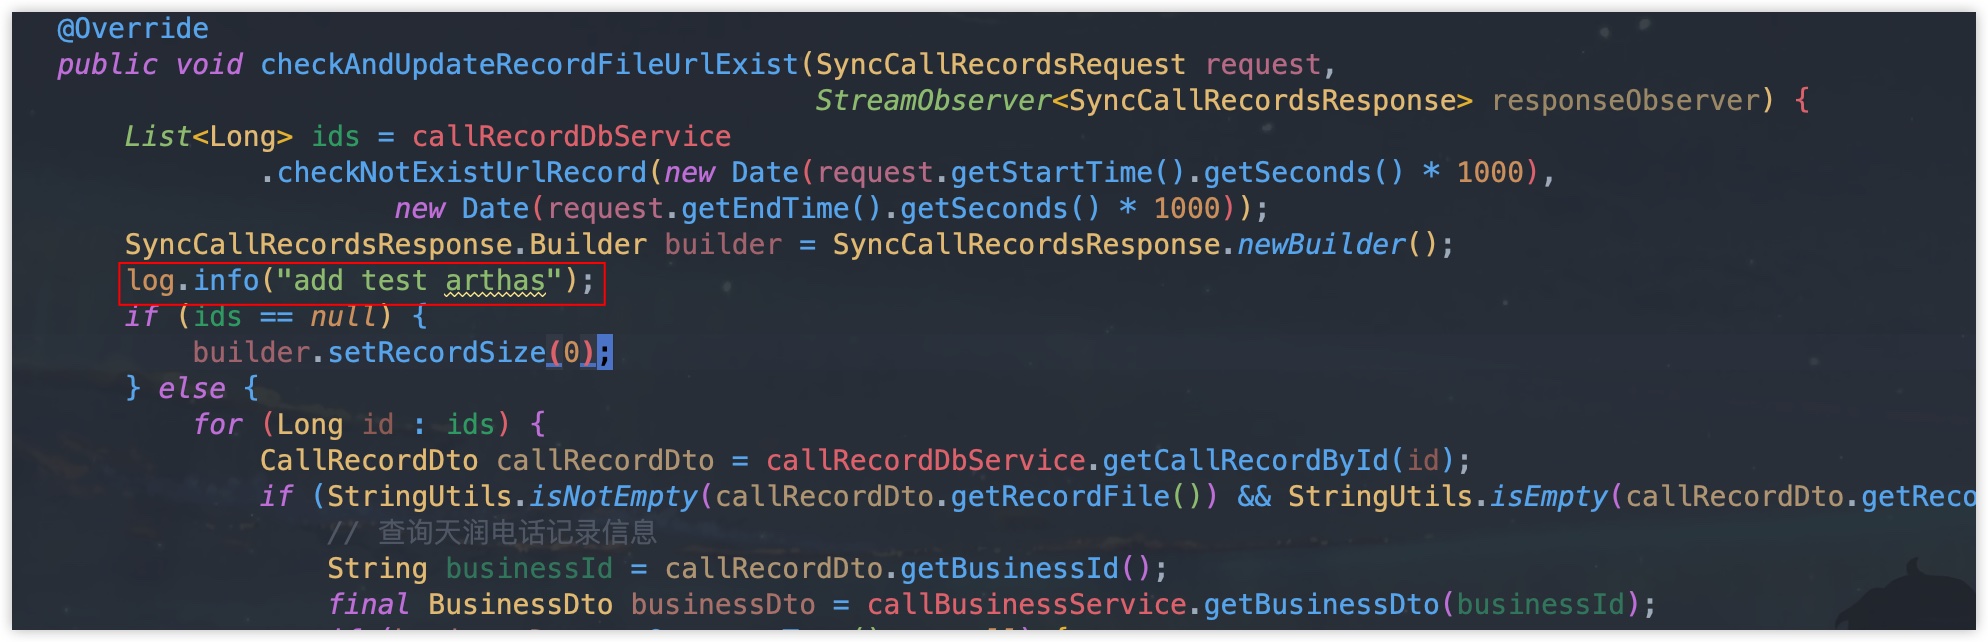 @Override
public void checkAndUpdateRecordFileUrlExist(SyncCallRecordsRequest request,
StreamObserver<SyncCallRecordsResponse> responseObserver) {
List<Long> ids = callRecordDbService
.checkNotExistUrlRecord(new Date(request.getStartTime().getSeconds() * 1000),
new Date(request.getEndTime().getSeconds() * 1000));
SyncCallRecordsResponse.Builder builder = SyncCallRecordsResponse.newBuilder();
log.info("add test arthas");
if (ids == null) {
builder.setRecordSize(0);
} else {
for (Long id : ids) {
CallRecordDto callRecordDto = callRecordDbService.getCallRecordById(id);
if (StringUtils.isNotEmpty(callRecordDto.getRecordFile()) && StringUtils.isEmpty(callRecordDto.getReco
// 查询天润电话记录信息
String businessId = callRecordDto.getBusinessId();
final BusinessDto businessDto = callBusinessService.getBusinessDto(businessId);